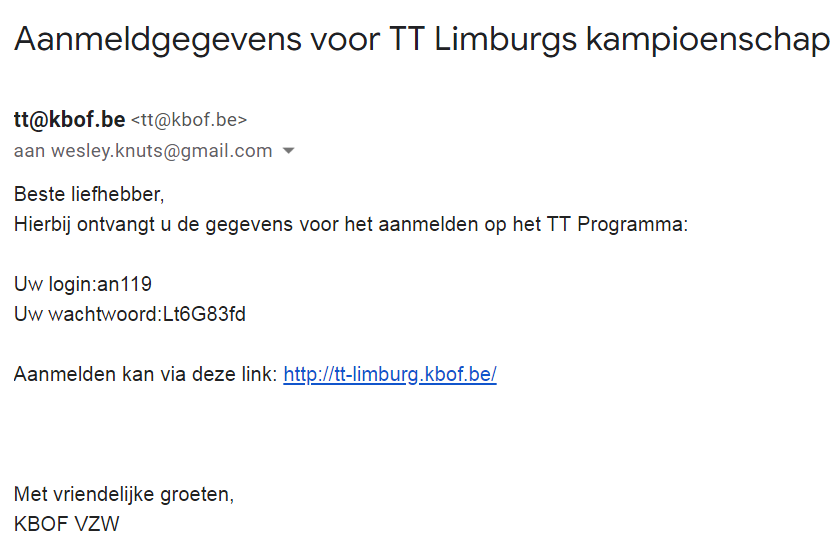 Aanmeldgegevens voor TT Limburgs kampioenschap
tt@kbof.be <tt@kbof.be>
aan wesley.knuts@gmail.com
Beste liefhebber,
Hierbij ontvangt u de gegevens voor het aanmelden op het TT Programma:
Uw login:an119
Uw wachtwoord:Lt6G83fd
Aanmelden kan via deze link: http://tt-limburg.kbof.be/
Met vriendelijke groeten,
KBOF VZW